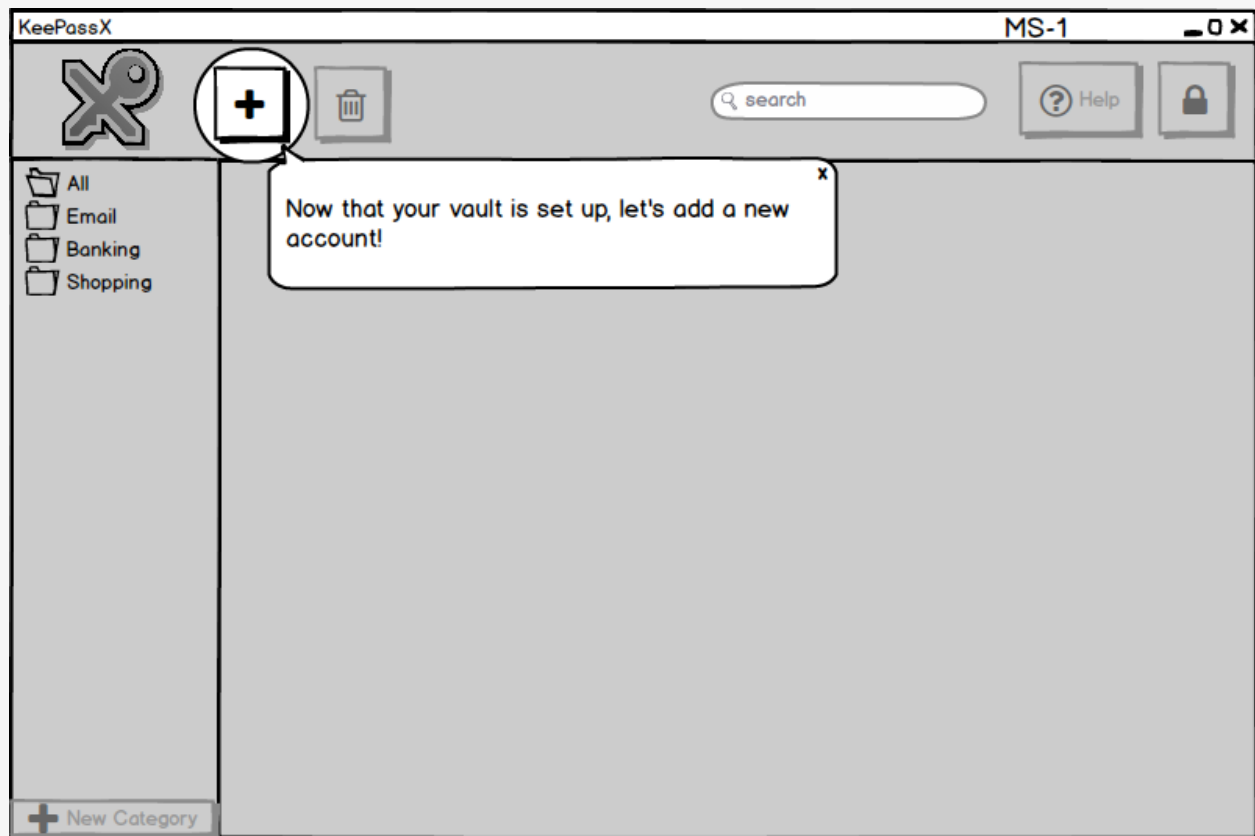 KeePassX MS-1
search
Help
x
Now that your vault is set up, let's add a new
account!
All
Email
Banking
Shopping
New Category